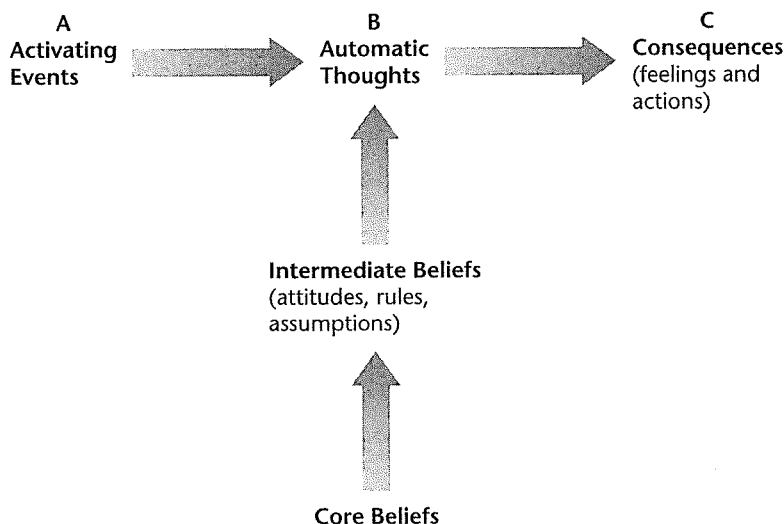 A
Activating
Events
B
Automatic
Thoughts
C
Consequences
(feelings and
actions)
Intermediate Beliefs
(attitudes, rules,
assumptions)
Core Beliefs